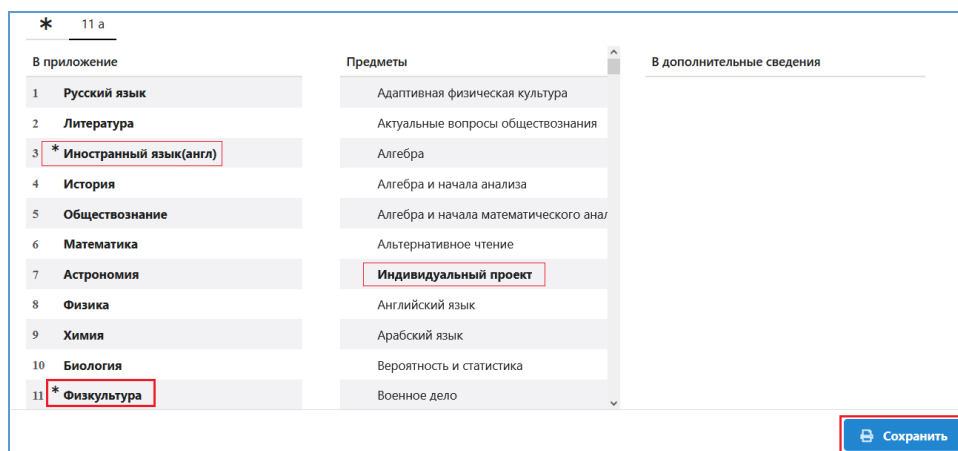 * 11 а
В приложение Предметы В дополнительные сведения
1 Русский язык Адаптивная физическая культура
2 Литература Актуальные вопросы обществознания
3 * Иностранный язык(англ) Алгебра
4 История Алгебра и начала анализа
5 Обществознание Алгебра и начала математического анал
6 Математика Альтернативное чтение
7 Астрономия Индивидуальный проект
8 Физика Английский язык
9 Химия Арабский язык
10 Биология Вероятность и статистика
11 * Физкультура Военное дело
Сохранить